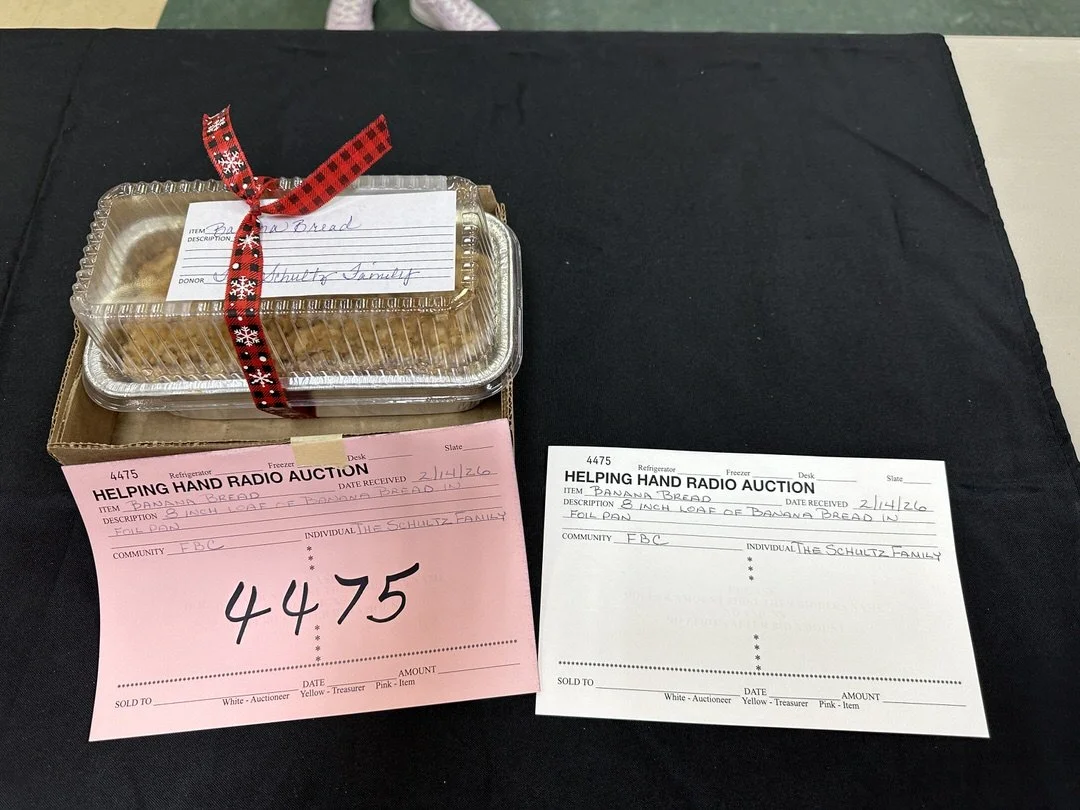 ITEM Banana Bread
DESCRIPTION
DONOR The Schultz Family
4475
Refrigerator Freezer Desk Slate
HELPING HAND RADIO AUCTION
ITEM BANANA BREAD DATE RECEIVED 2/14/26
DESCRIPTION 8 INCH LOAF OF BANANA BREAD IN
FOIL PAN
COMMUNITY FBC INDIVIDUAL THE SCHULTZ FAMILY
4475
SOLD TO DATE AMOUNT
White - Auctioneer Yellow - Treasurer Pink - Item
4475
Refrigerator Freezer Desk Slate
HELPING HAND RADIO AUCTION
ITEM BANANA BREAD DATE RECEIVED 2/14/26
DESCRIPTION 8 INCH LOAF OF BANANA BREAD IN
FOIL PAN
COMMUNITY FBC INDIVIDUAL THE SCHULTZ FAMILY
SOLD TO DATE AMOUNT
White - Auctioneer Yellow - Treasurer Pink - Item